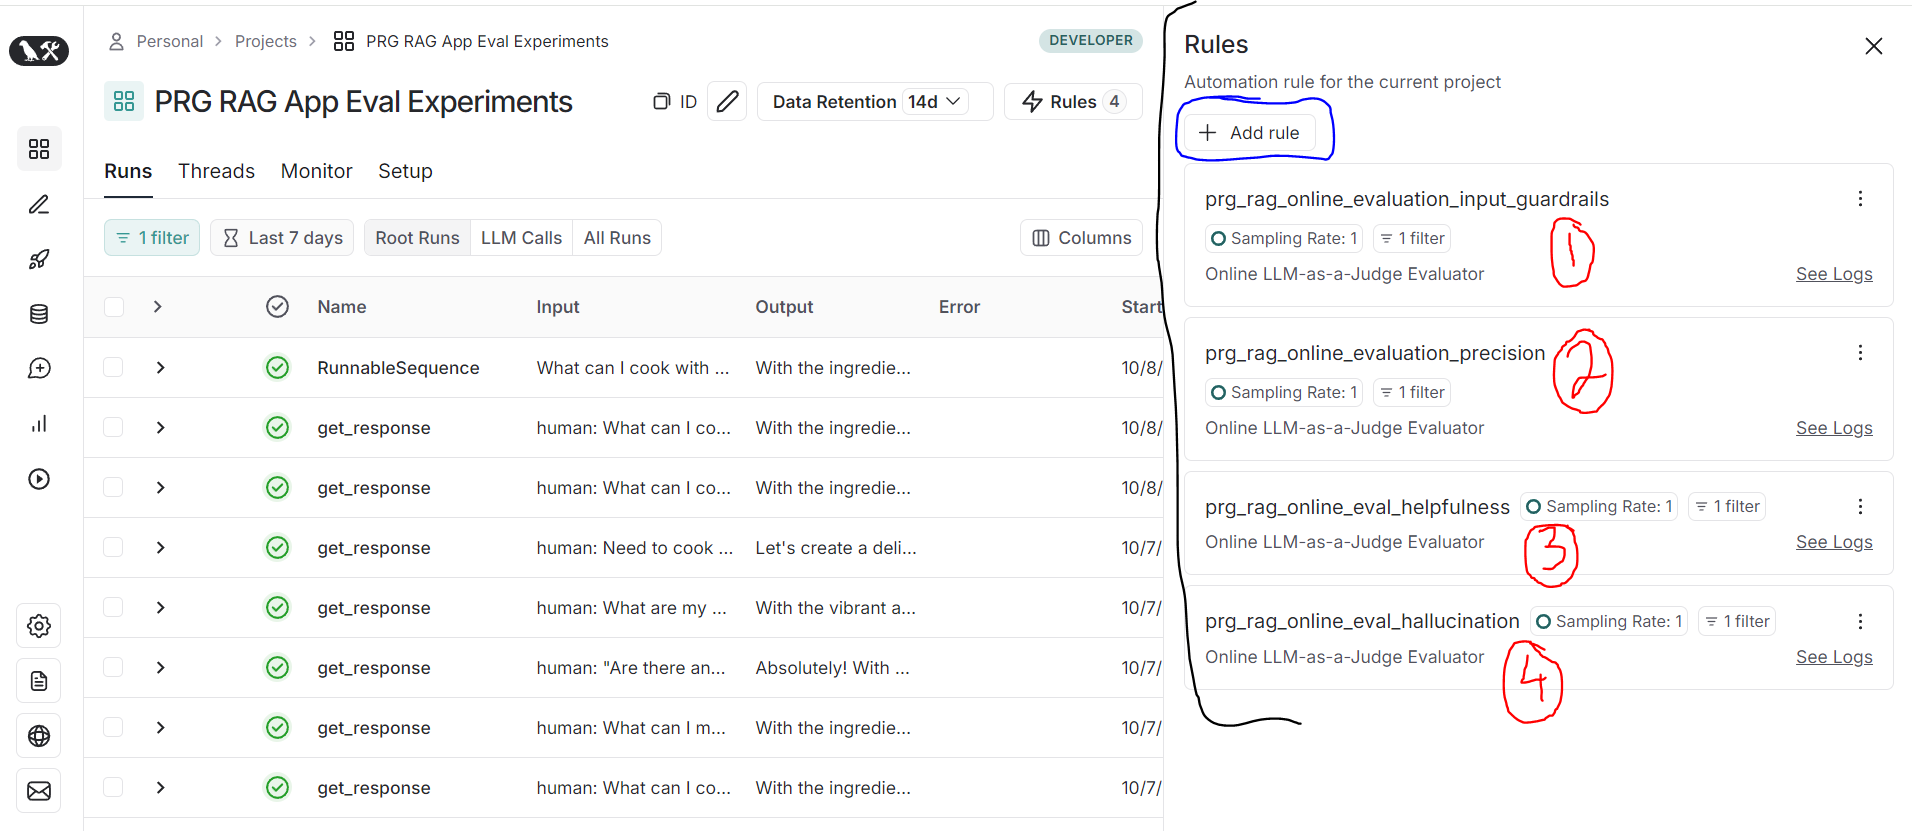 Personal > Projects > PRG RAG App Eval Experiments
DEVELOPER
PRG RAG App Eval Experiments
ID
Data Retention 14d
Rules 4
Runs Threads Monitor Setup
1 filter
Last 7 days
Root Runs LLM Calls All Runs
Columns
Name Input Output Error Start
RunnableSequence What can I cook with ... With the ingredie... 10/8/
get_response human: What can I co... With the ingredie... 10/8/
get_response human: What can I co... With the ingredie... 10/8/
get_response human: Need to cook ... Let's create a deli... 10/7/
get_response human: What are my ... With the vibrant a... 10/7/
get_response human: "Are there an... Absolutely! With ... 10/7/
get_response human: What can I m... With the ingredie... 10/7/
get_response human: What can I co... With the ingredie... 10/7/
Rules
Automation rule for the current project
+ Add rule
prg_rag_online_evaluation_input_guardrails
Sampling Rate: 1 1 filter
1
Online LLM-as-a-Judge Evaluator See Logs
prg_rag_online_evaluation_precision
2
Sampling Rate: 1 1 filter
Online LLM-as-a-Judge Evaluator See Logs
prg_rag_online_eval_helpfulness Sampling Rate: 1 1 filter
Online LLM-as-a-Judge Evaluator See Logs
3
prg_rag_online_eval_hallucination Sampling Rate: 1 1 filter
Online LLM-as-a-Judge Evaluator See Logs
4